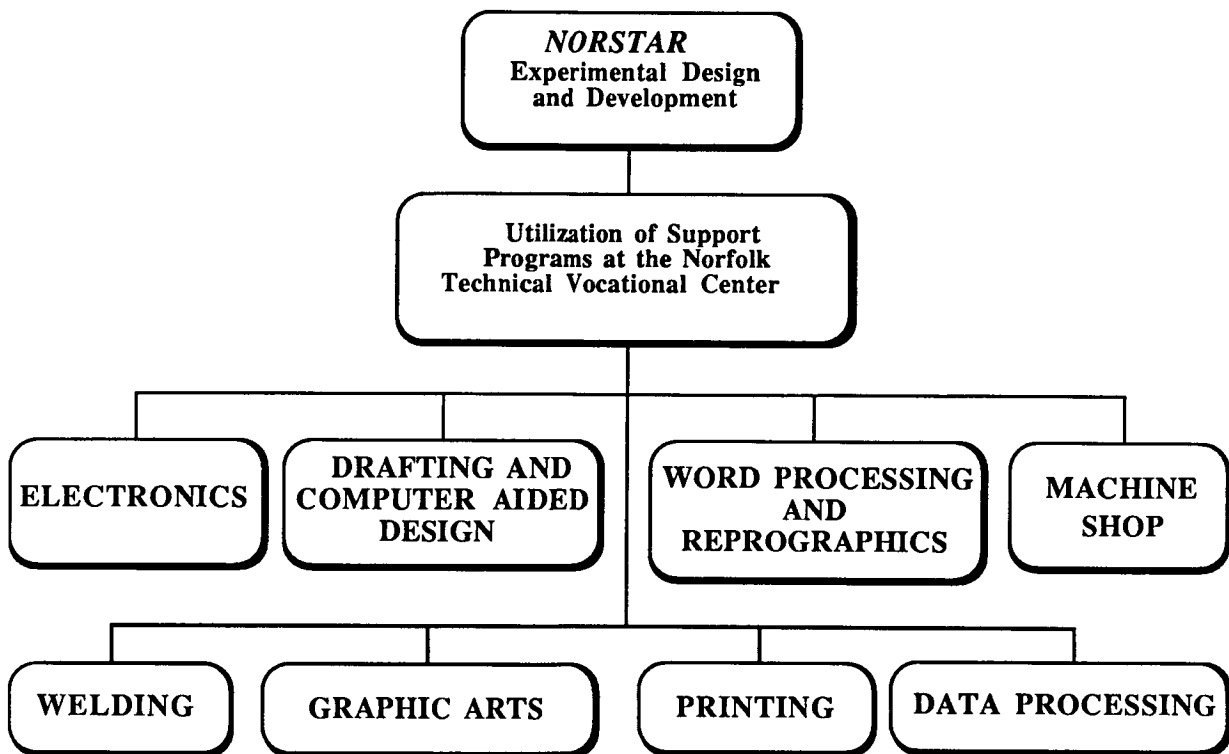 NORSTAR
Experimental Design
and Development
Utilization of Support
Programs at the Norfolk
Technical Vocational Center
ELECTRONICS
DRAFTING AND
COMPUTER AIDED
DESIGN
WORD PROCESSING
AND
REPROGRAPHICS
MACHINE
SHOP
WELDING
GRAPHIC ARTS
PRINTING
DATA PROCESSING